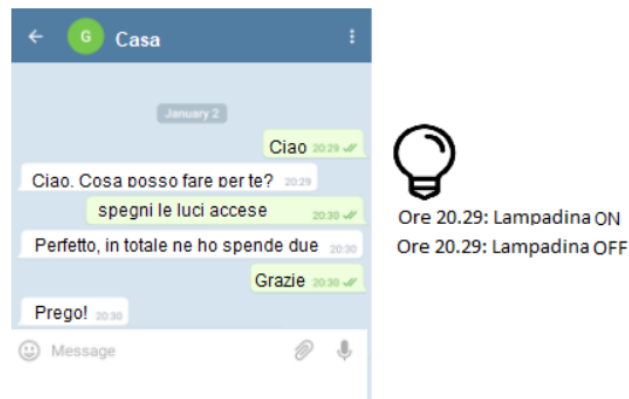 G Casa
January 2
Ciao 20:29
Ciao. Cosa posso fare per te? 20:29
spegni le luci accese 20:30
Perfetto, in totale ne ho spende due 20:30
Grazie 20:30
Prego! 20:30
Message
Ore 20.29: Lampadina ON
Ore 20.29: Lampadina OFF